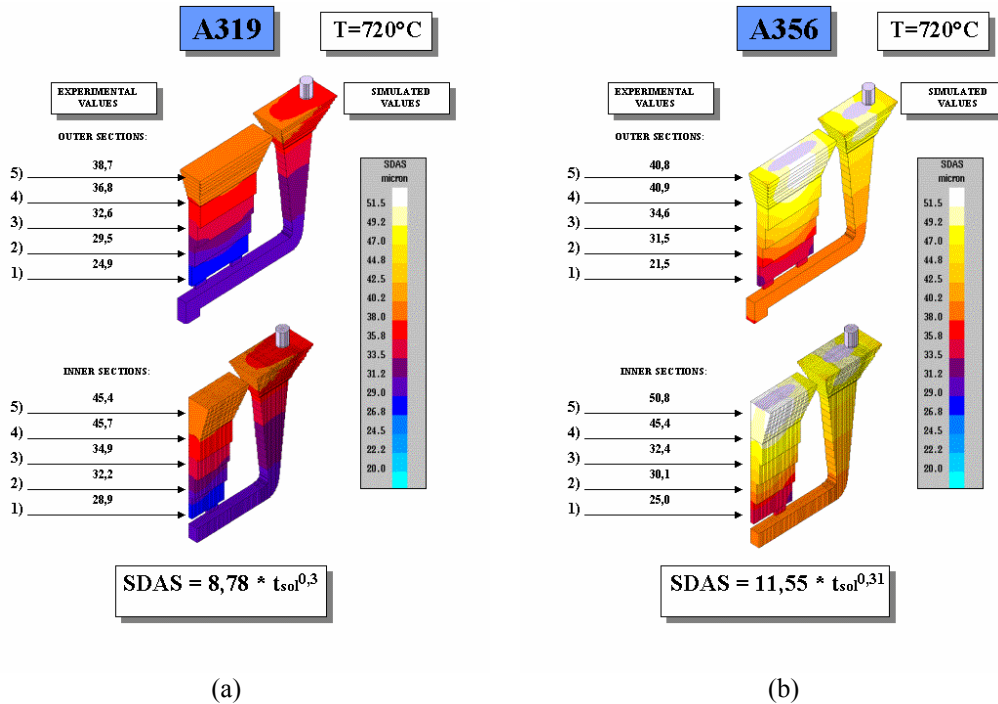 A319
T=720°C
EXPERIMENTAL
VALUES
SIMULATED
VALUES
OUTER SECTIONS:
5) 38,7
4) 36,8
3) 32,6
2) 29,5
1) 24,9
SDAS
micron
51.5
49.2
47.0
44.8
42.5
40.2
38.0
35.8
33.5
31.2
29.0
26.8
24.5
22.2
20.0
INNER SECTIONS:
5) 45,4
4) 45,7
3) 34,9
2) 32,2
1) 28,9
SDAS = 8,78 * tsol0,3
(a)
A356
T=720°C
EXPERIMENTAL
VALUES
SIMULATED
VALUES
OUTER SECTIONS:
5) 40,8
4) 40,9
3) 34,6
2) 31,5
1) 21,5
SDAS
micron
51.5
49.2
47.0
44.8
42.5
40.2
38.0
35.8
33.5
31.2
29.0
26.8
24.5
22.2
20.0
INNER SECTIONS:
5) 50,8
4) 45,4
3) 32,4
2) 30,1
1) 25,0
SDAS = 11,55 * tsol0,31
(b)